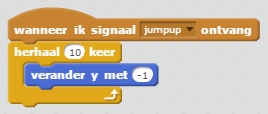 wanneer ik signaal jumpup ontvang
herhaal 10 keer
verander y met -1